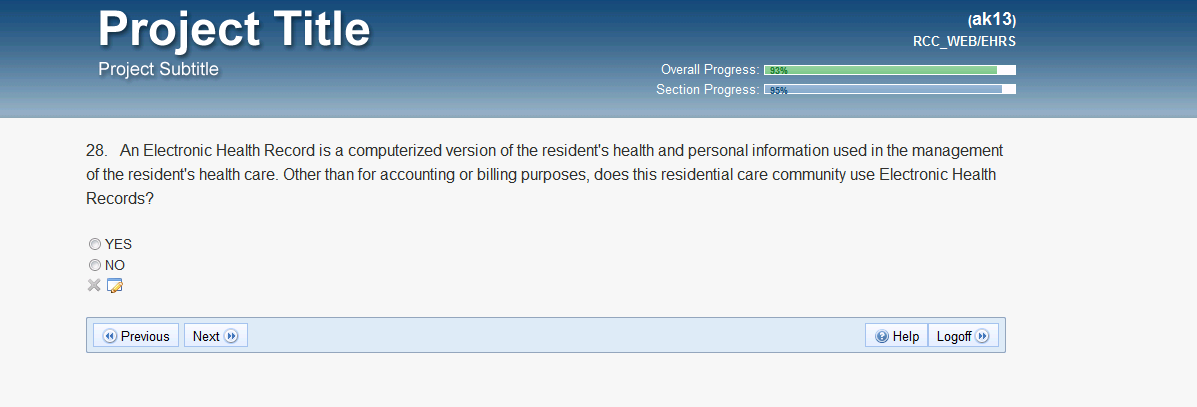 Project Title
Project Subtitle
(ak13)
RCC_WEB/EHRS
Overall Progress: 93%
Section Progress: 95%
28. An Electronic Health Record is a computerized version of the resident's health and personal information used in the management
of the resident's health care. Other than for accounting or billing purposes, does this residential care community use Electronic Health
Records?
YES
NO
Previous Next Help Logoff